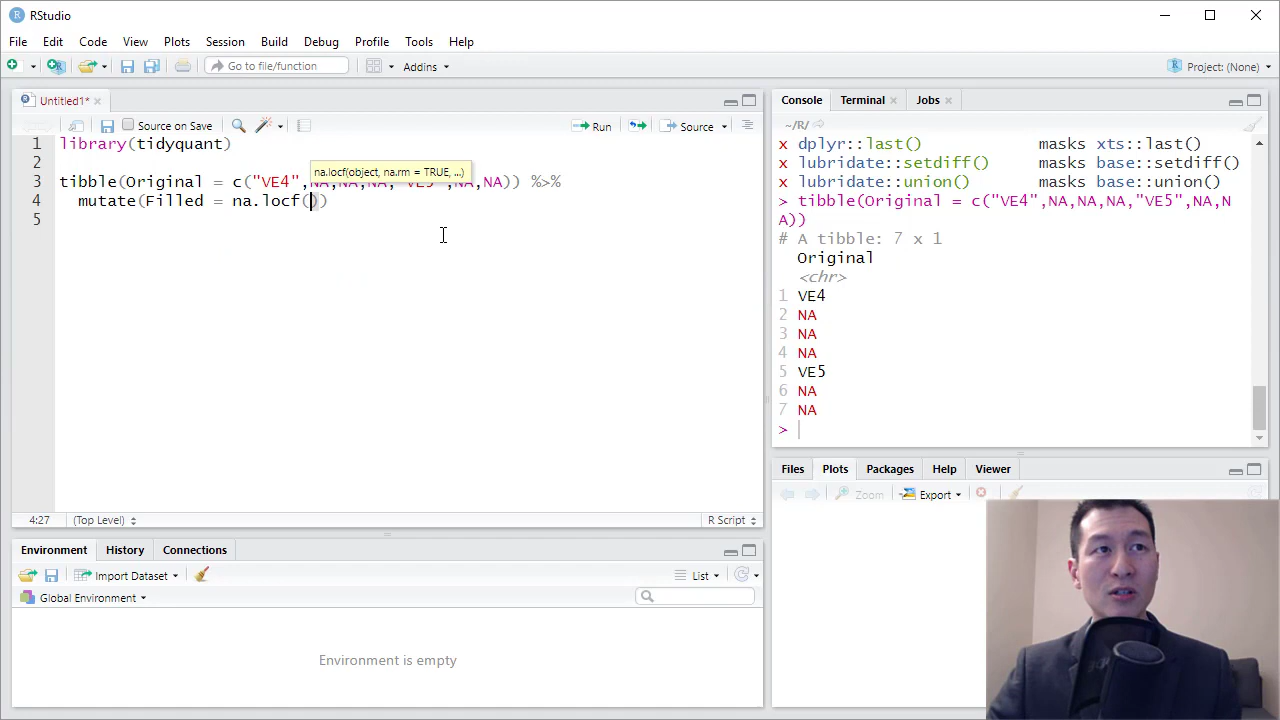 RStudio
File Edit Code View Plots Session Build Debug Profile Tools Help
Go to file/function Addins Project: (None)
Untitled1*
Source on Save Run Source
1 library(tidyquant)
2
na.locf(object, na.rm = TRUE, ...)
3 tibble(Original = c("VE4",NA,NA,NA,"VE5",NA,NA)) %>%
4 mutate(Filled = na.locf())
5
4:27 (Top Level) R Script
Environment History Connections
Import Dataset List
Global Environment
Environment is empty
Console Terminal Jobs
~/R/
x dplyr::last() masks xts::last()
x lubridate::setdiff() masks base::setdiff()
x lubridate::union() masks base::union()
> tibble(Original = c("VE4",NA,NA,NA,"VE5",NA,N
A))
# A tibble: 7 x 1
Original
<chr>
1 VE4
2 NA
3 NA
4 NA
5 VE5
6 NA
7 NA
>
Files Plots Packages Help Viewer
Zoom Export